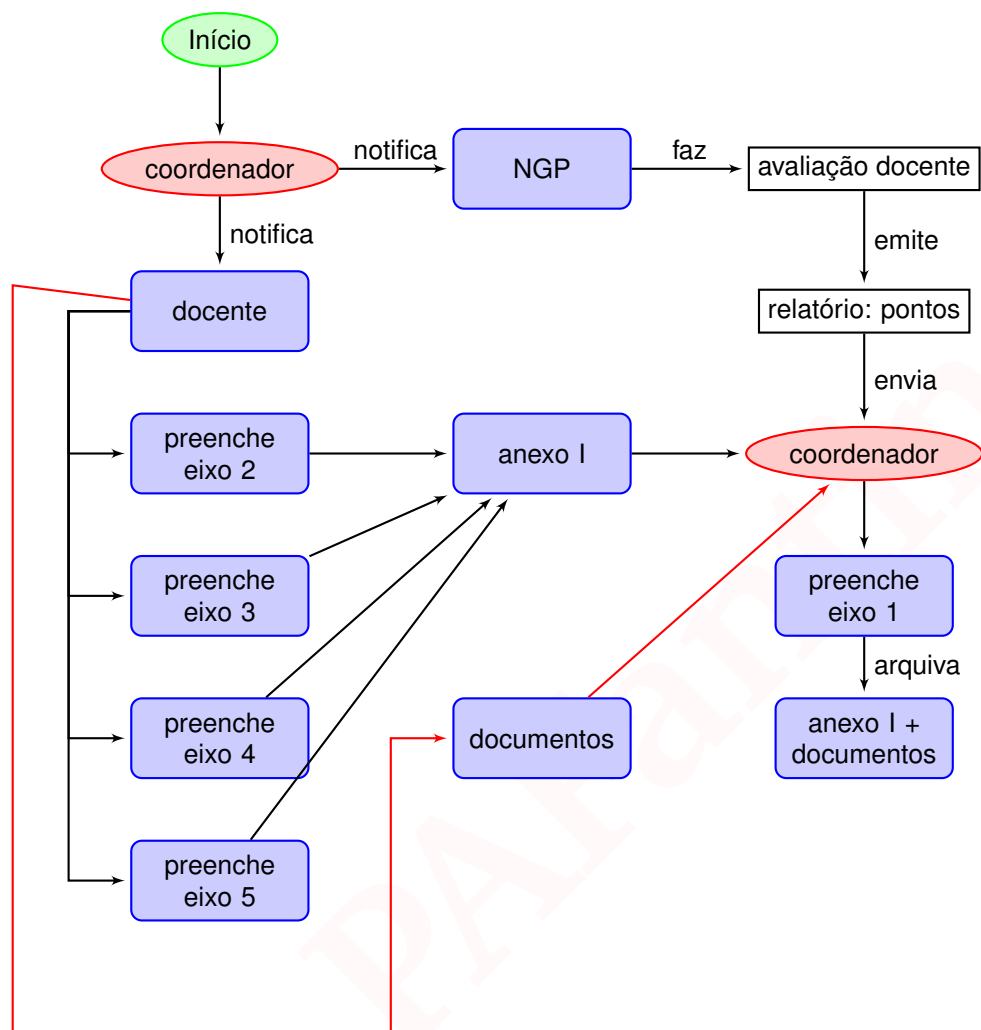 Início
coordenador
notifica
NGP
faz
avaliação docente
notifica
emite
docente
relatório: pontos
envia
preenche
eixo 2
anexo I
coordenador
preenche
eixo 3
preenche
eixo 1
arquiva
preenche
eixo 4
documentos
anexo I +
documentos
preenche
eixo 5